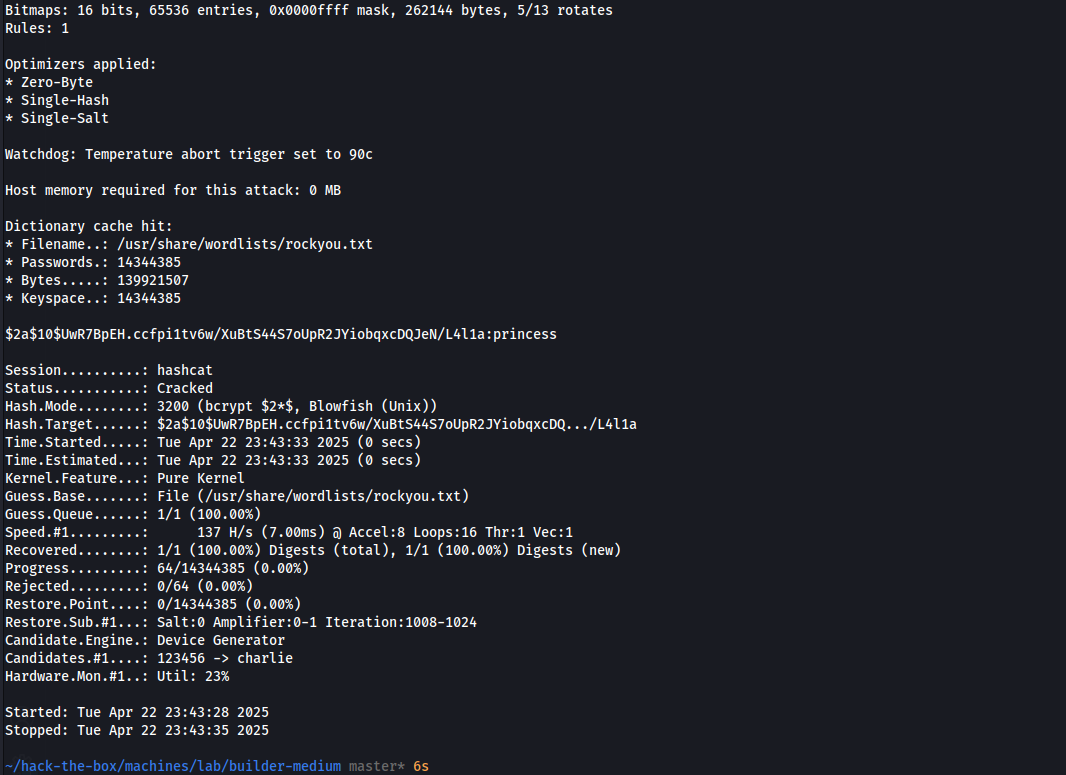 Bitmaps: 16 bits, 65536 entries, 0x0000ffff mask, 262144 bytes, 5/13 rotates
Rules: 1
Optimizers applied:
* Zero-Byte
* Single-Hash
* Single-Salt
Watchdog: Temperature abort trigger set to 90c
Host memory required for this attack: 0 MB
Dictionary cache hit:
* Filename..: /usr/share/wordlists/rockyou.txt
* Passwords.: 14344385
* Bytes.....: 139921507
* Keyspace..: 14344385
$2a$10$UwR7BpEH.ccfpi1tv6w/XuBtS44S7oUpR2JYiobqxcDQJeN/L4l1a:princess
Session..........: hashcat
Status...........: Cracked
Hash.Mode........: 3200 (bcrypt $2*$, Blowfish (Unix))
Hash.Target......: $2a$10$UwR7BpEH.ccfpi1tv6w/XuBtS44S7oUpR2JYiobqxcDQ.../L4l1a
Time.Started.....: Tue Apr 22 23:43:33 2025 (0 secs)
Time.Estimated...: Tue Apr 22 23:43:33 2025 (0 secs)
Kernel.Feature...: Pure Kernel
Guess.Base.......: File (/usr/share/wordlists/rockyou.txt)
Guess.Queue......: 1/1 (100.00%)
Speed.#1.........:      137 H/s (7.00ms) @ Accel:8 Loops:16 Thr:1 Vec:1
Recovered........: 1/1 (100.00%) Digests (total), 1/1 (100.00%) Digests (new)
Progress.........: 64/14344385 (0.00%)
Rejected.........: 0/64 (0.00%)
Restore.Point....: 0/14344385 (0.00%)
Restore.Sub.#1...: Salt:0 Amplifier:0-1 Iteration:1008-1024
Candidate.Engine.: Device Generator
Candidates.#1....: 123456 -> charlie
Hardware.Mon.#1..: Util: 23%
Started: Tue Apr 22 23:43:28 2025
Stopped: Tue Apr 22 23:43:35 2025
~/hack-the-box/machines/lab/builder-medium master* 6s